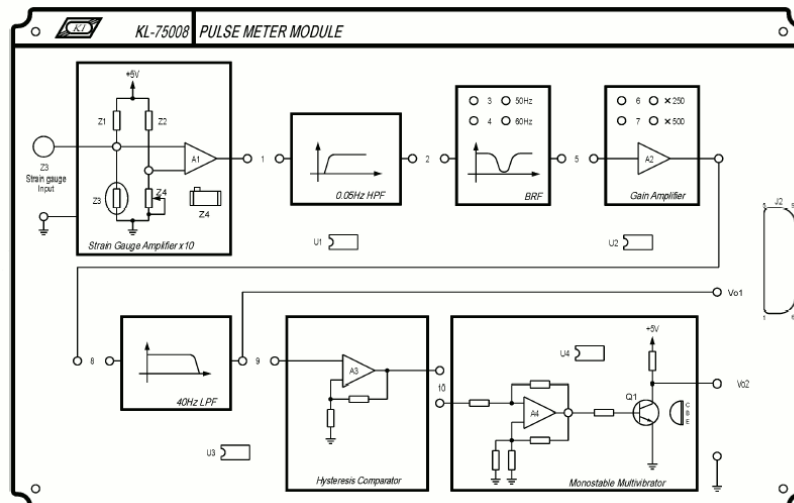 KL KL-75008 PULSE METER MODULE
+5V
Z1 Z2
A1
Z3
Strain gauge
Input
Z3 Z4
Z4
Strain Gauge Amplifier x10
1
0.05Hz HPF
U1
2
3 50Hz
4 60Hz
BRF
5
6 ×250
7 ×500
A2
Gain Amplifier
U2
J2
Vo1
8
40Hz LPF
U3
9
A3
Hysteresis Comparator
10
U4
A4
+5V
Q1
C
B
E
Monostable Multivibrator
Vo2